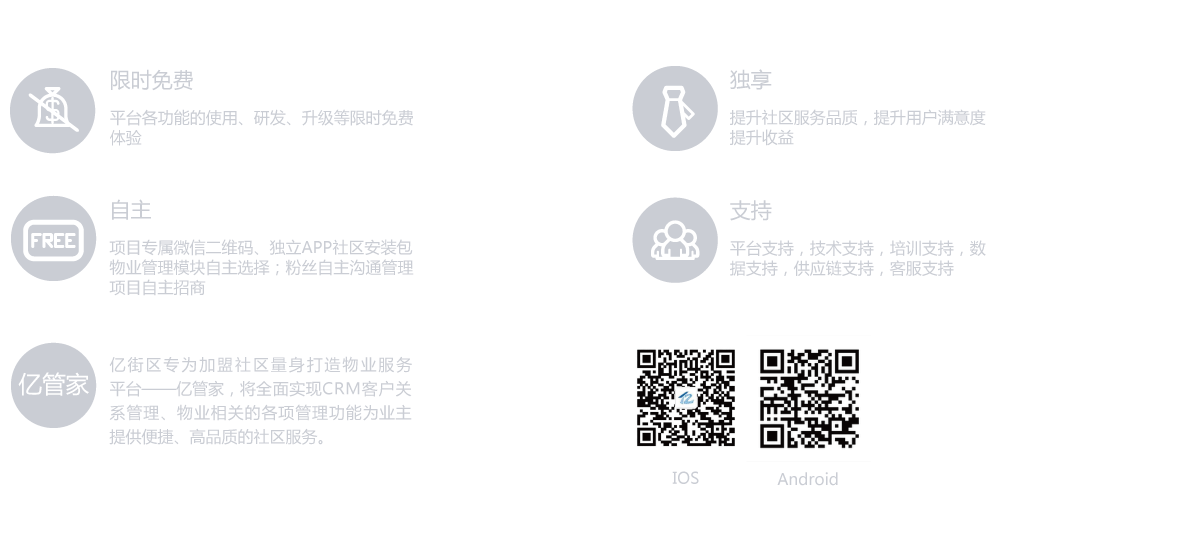 限时免费
平台各功能的使用、研发、升级等限时免费
体验
独享
提升社区服务品质，提升用户满意度
提升收益
自主
FREE
项目专属微信二维码、独立APP社区安装包
物业管理模块自主选择；粉丝自主沟通管理
项目自主招商
支持
平台支持，技术支持，培训支持，数
据支持，供应链支持，客服支持
亿管家
亿街区专为加盟社区量身打造物业服务
平台——亿管家，将全面实现CRM客户关
系管理、物业相关的各项管理功能为业主
提供便捷、高品质的社区服务。
IOS
Android